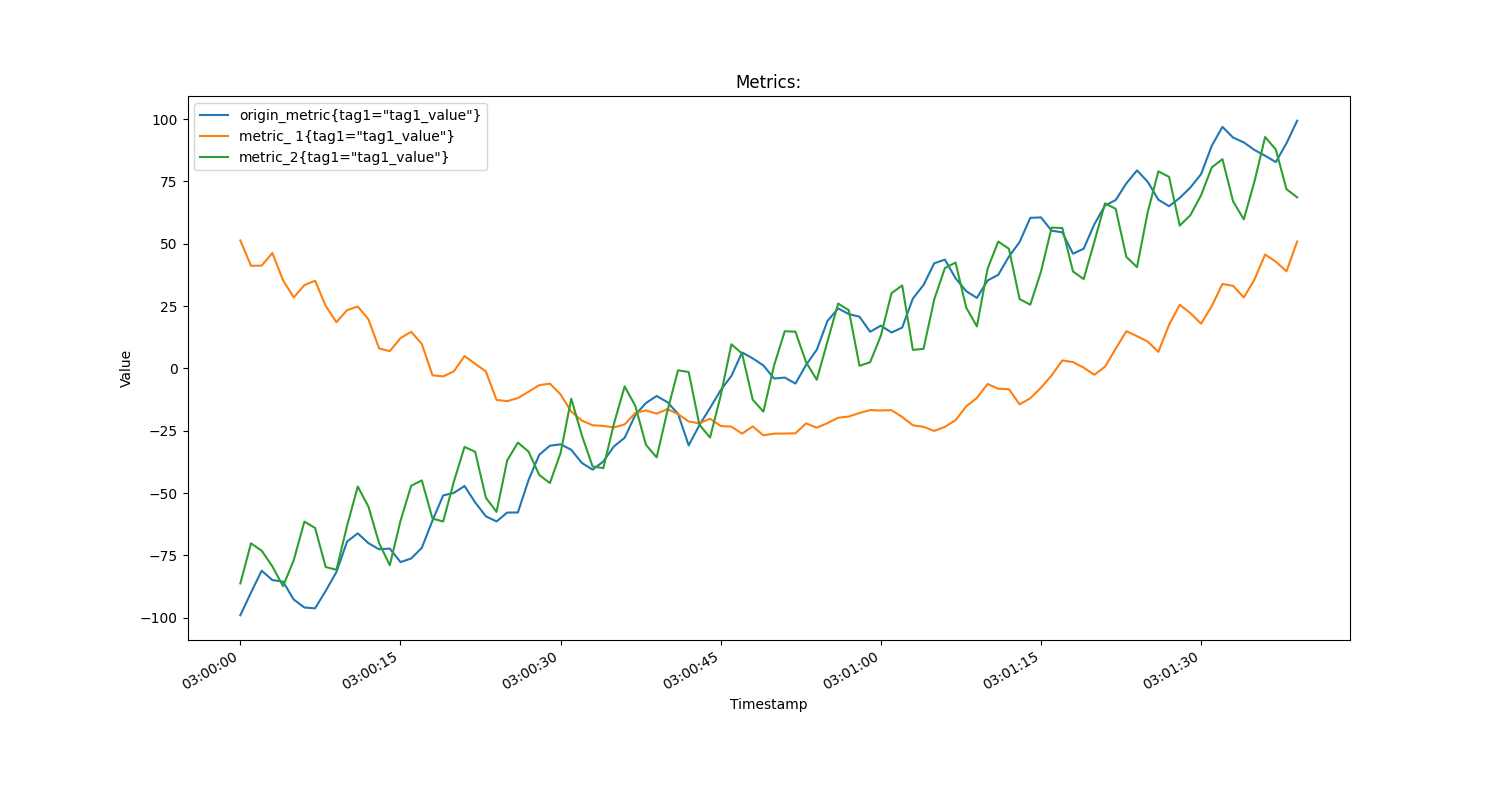 Metrics:
origin_metric{tag1="tag1_value"}
metric_ 1{tag1="tag1_value"}
metric_2{tag1="tag1_value"}
100
75
50
25
0
−25
−50
−75
−100
Value
03:00:00
03:00:15
03:00:30
03:00:45
03:01:00
03:01:15
03:01:30
Timestamp